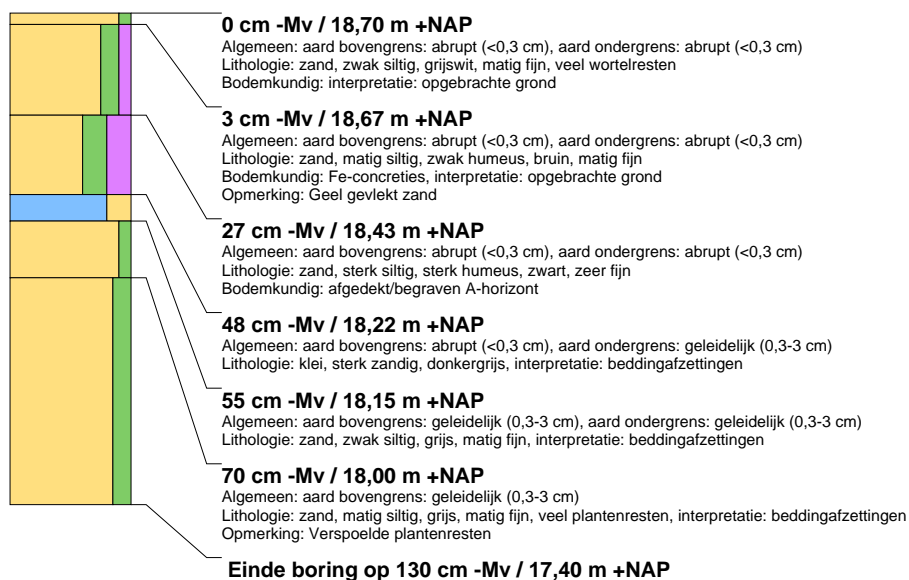 0 cm -Mv / 18,70 m +NAP
Algemeen: aard bovengrens: abrupt (<0,3 cm), aard ondergrens: abrupt (<0,3 cm)
Lithologie: zand, zwak siltig, grijswit, matig fijn, veel wortelresten
Bodemkundig: interpretatie: opgebrachte grond
3 cm -Mv / 18,67 m +NAP
Algemeen: aard bovengrens: abrupt (<0,3 cm), aard ondergrens: abrupt (<0,3 cm)
Lithologie: zand, matig siltig, zwak humeus, bruin, matig fijn
Bodemkundig: Fe-concreties, interpretatie: opgebrachte grond
Opmerking: Geel gevlekt zand
27 cm -Mv / 18,43 m +NAP
Algemeen: aard bovengrens: abrupt (<0,3 cm), aard ondergrens: abrupt (<0,3 cm)
Lithologie: zand, sterk siltig, sterk humeus, zwart, zeer fijn
Bodemkundig: afgedekt/begraven A-horizont
48 cm -Mv / 18,22 m +NAP
Algemeen: aard bovengrens: abrupt (<0,3 cm), aard ondergrens: geleidelijk (0,3-3 cm)
Lithologie: klei, sterk zandig, donkergrijs, interpretatie: beddingafzettingen
55 cm -Mv / 18,15 m +NAP
Algemeen: aard bovengrens: geleidelijk (0,3-3 cm), aard ondergrens: geleidelijk (0,3-3 cm)
Lithologie: zand, zwak siltig, grijs, matig fijn, interpretatie: beddingafzettingen
70 cm -Mv / 18,00 m +NAP
Algemeen: aard bovengrens: geleidelijk (0,3-3 cm)
Lithologie: zand, matig siltig, grijs, matig fijn, veel plantenresten, interpretatie: beddingafzettingen
Opmerking: Verspoelde plantenresten
Einde boring op 130 cm -Mv / 17,40 m +NAP